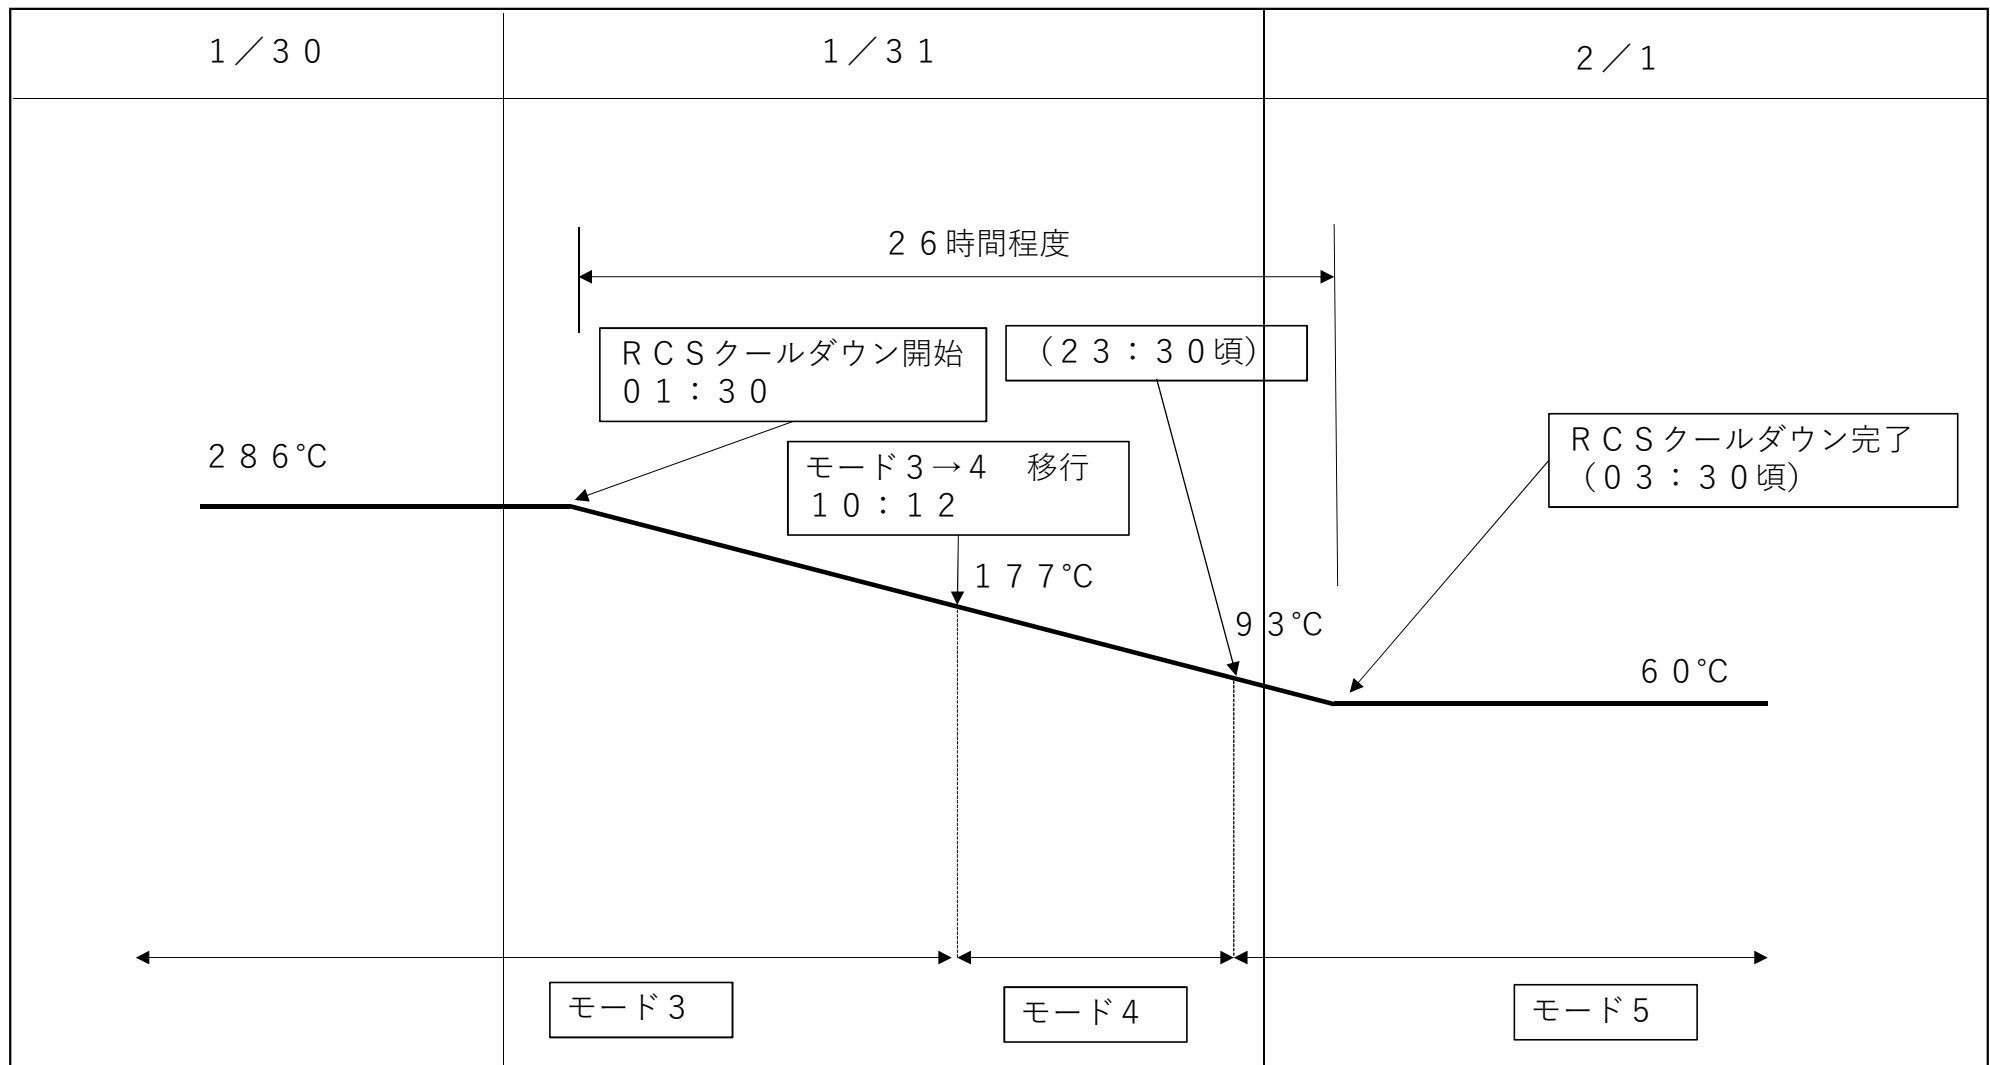 １／３０
１／３１
２／１
２６時間程度
ＲＣＳクールダウン開始
０１：３０
（２３：３０頃）
２８６℃
モード３→４　移行
１０：１２
ＲＣＳクールダウン完了
（０３：３０頃）
１７７℃
９３℃
６０℃
モード３
モード４
モード５